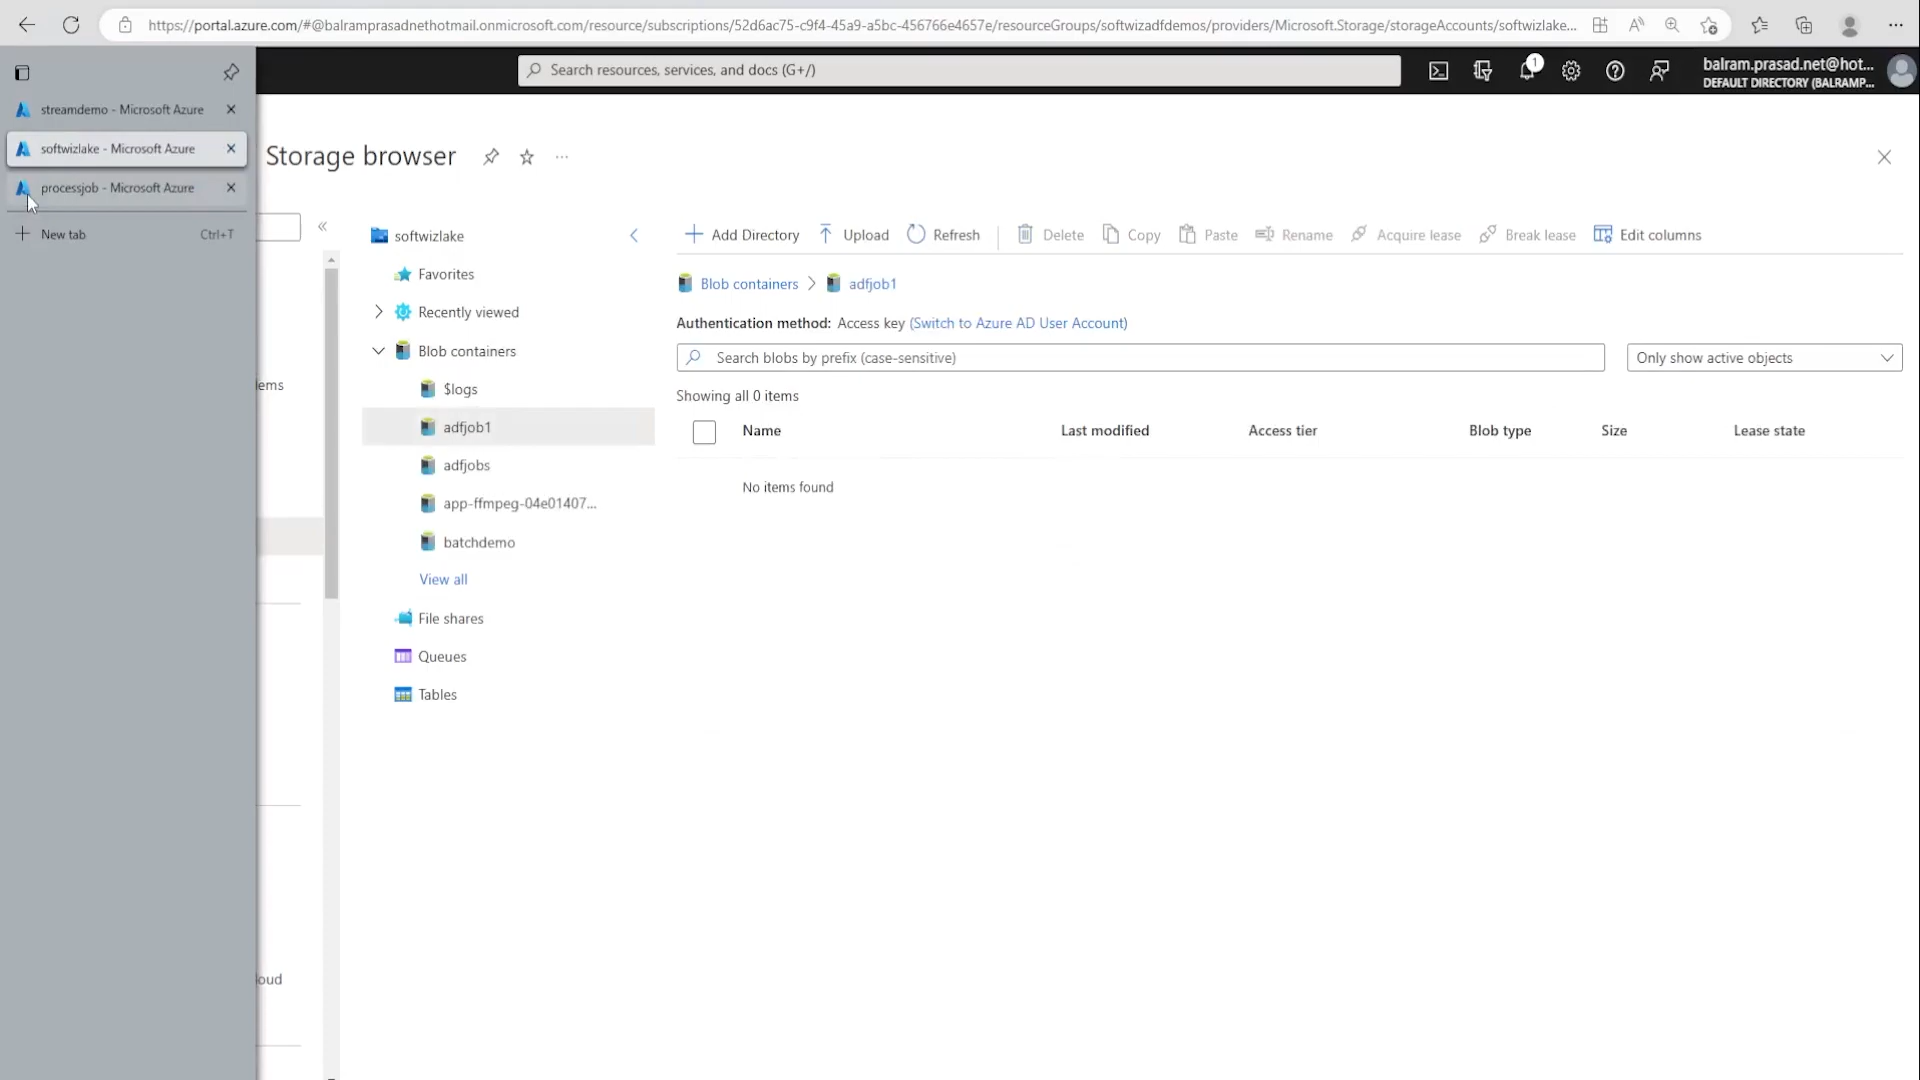 https://portal.azure.com/#@balramprasadnethotmail.onmicrosoft.com/resource/subscriptions/52d6ac75-c9f4-45a9-a5bc-456766e4657e/resourceGroups/softwizadfdemos/providers/Microsoft.Storage/storageAccounts/softwizlake...
Search resources, services, and docs (G+/)
1
balram.prasad.net@hot...
DEFAULT DIRECTORY (BALRAMP...
streamdemo - Microsoft Azure
softwizlake - Microsoft Azure
processjob - Microsoft Azure
New tab
Ctrl+T
Storage browser
ems
loud
softwizlake
Favorites
Recently viewed
Blob containers
$logs
adfjob1
adfjobs
app-ffmpeg-04e01407...
batchdemo
View all
File shares
Queues
Tables
Add Directory
Upload
Refresh
Delete
Copy
Paste
Rename
Acquire lease
Break lease
Edit columns
Blob containers
adfjob1
Authentication method: Access key (Switch to Azure AD User Account)
Search blobs by prefix (case-sensitive)
Only show active objects
Showing all 0 items
Name
Last modified
Access tier
Blob type
Size
Lease state
No items found